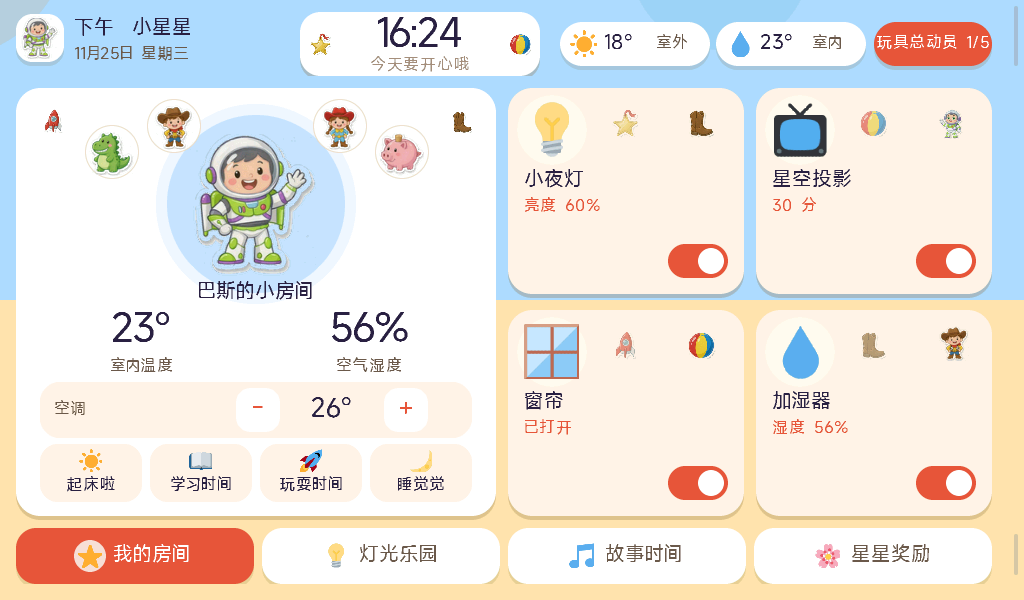 下午 小星星
11月25日 星期三
16:24
今天要开心哦
18° 室外
23° 室内
玩具总动员 1/5
巴斯的小房间
23°
室内温度
56%
空气湿度
空调 − 26° +
起床啦
学习时间
玩耍时间
睡觉觉
小夜灯
亮度 60%
星空投影
30 分
窗帘
已打开
加湿器
湿度 56%
我的房间
灯光乐园
故事时间
星星奖励